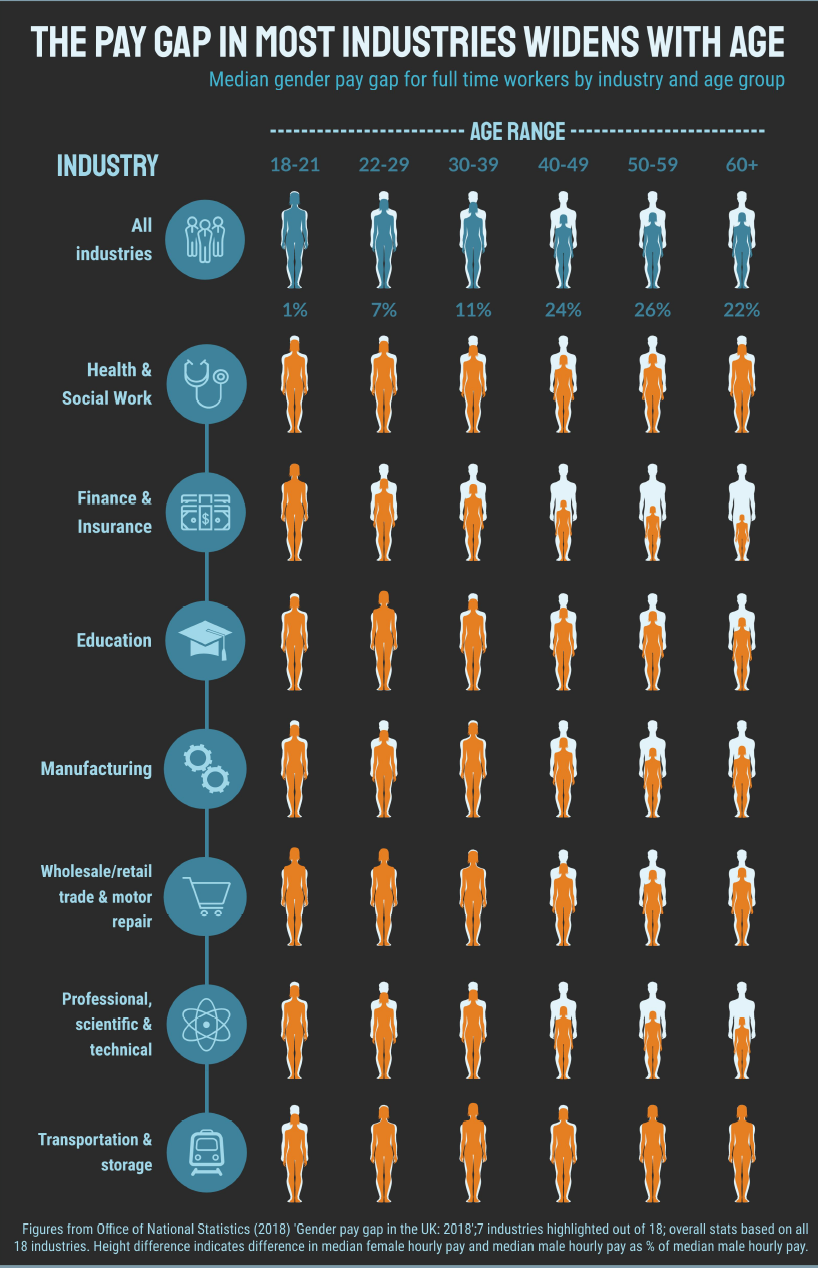 THE PAY GAP IN MOST INDUSTRIES WIDENS WITH AGE
Median gender pay gap for full time workers by industry and age group
AGE RANGE
INDUSTRY
18-21 22-29 30-39 40-49 50-59 60+
All
industries
1% 7% 11% 24% 26% 22%
Health &
Social Work
Finance &
Insurance
$
Education
Manufacturing
Wholesale/retail
trade & motor
repair
Professional,
scientific &
technical
Transportation &
storage
Figures from Office of National Statistics (2018) 'Gender pay gap in the UK: 2018';7 industries highlighted out of 18; overall stats based on all
18 industries. Height difference indicates difference in median female hourly pay and median male hourly pay as % of median male hourly pay.